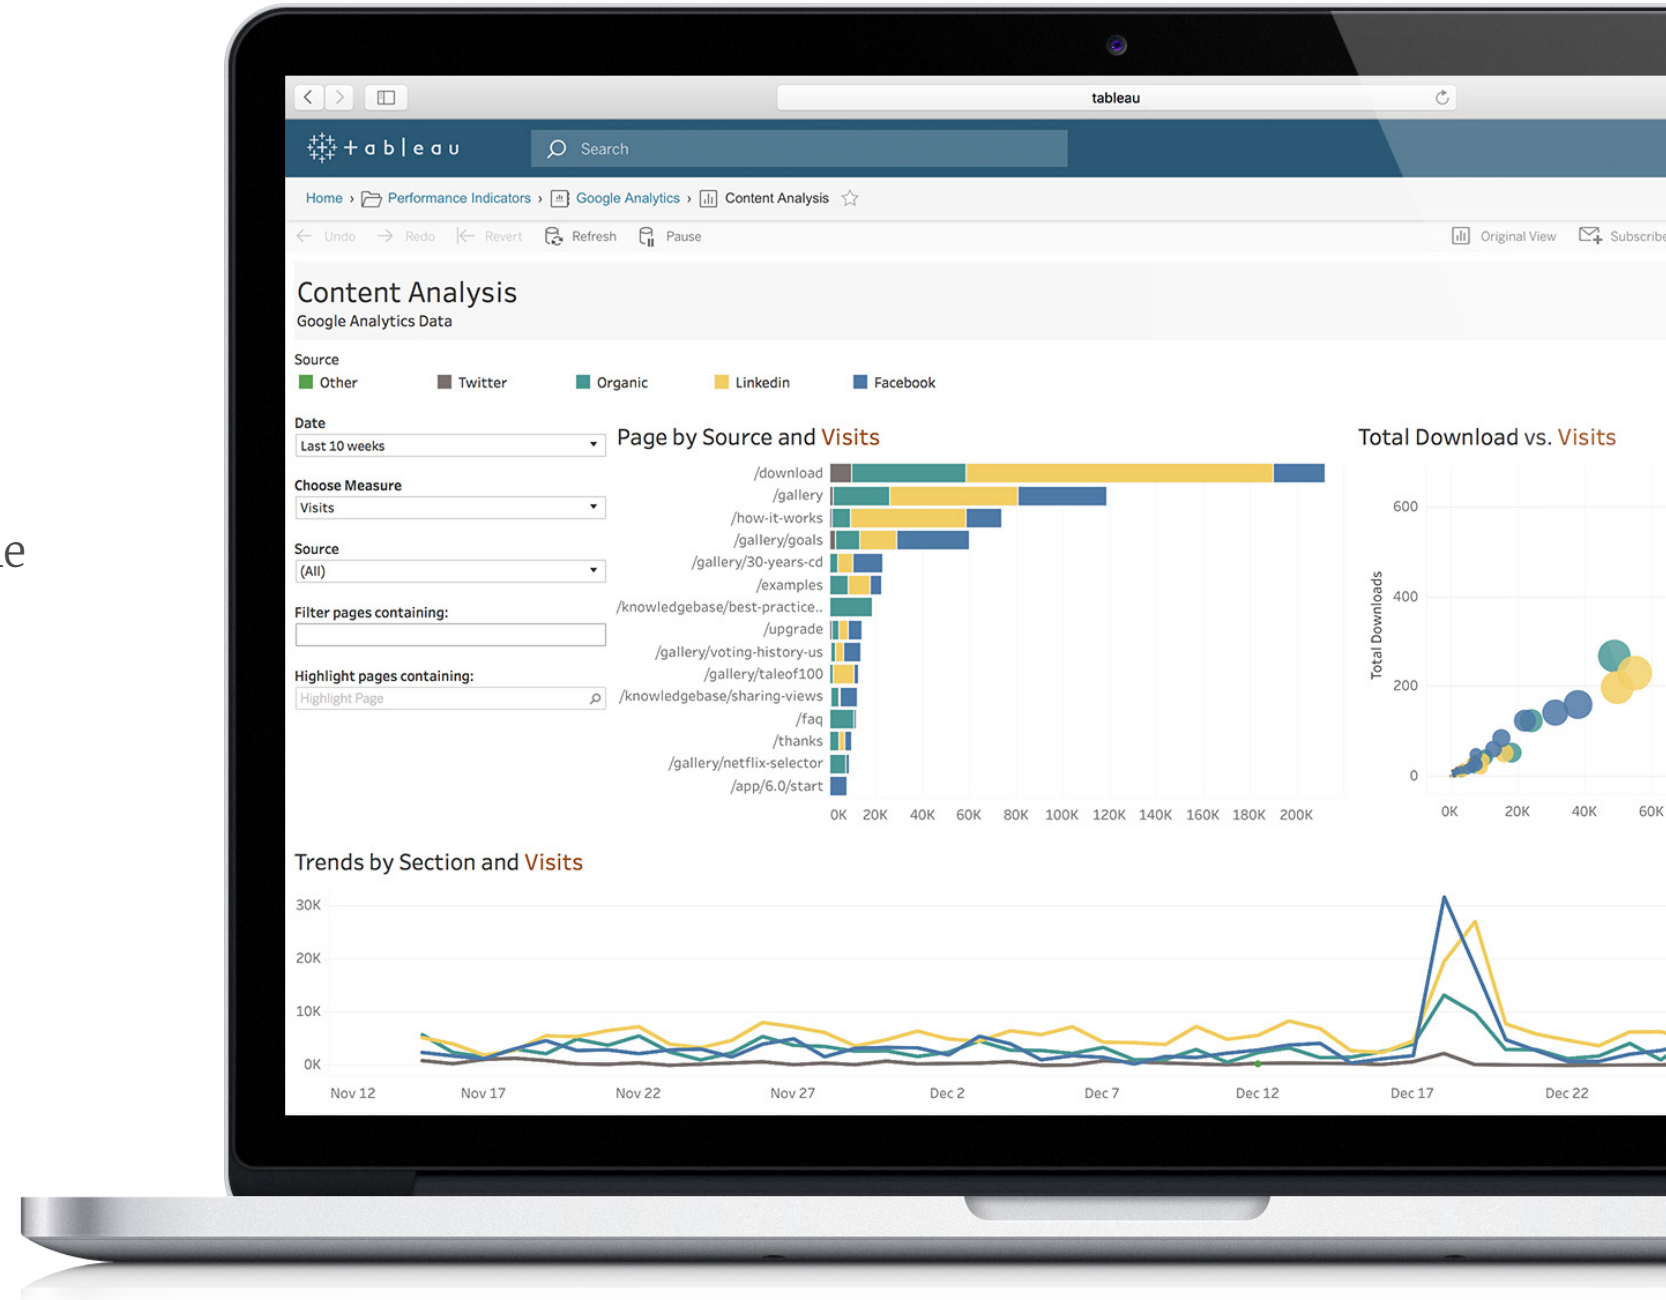 tableau
tableau
Search
Home › Performance Indicators › Google Analytics › Content Analysis
Undo Redo Revert Refresh Pause Original View Subscribe
Content Analysis
Google Analytics Data
Source
Other Twitter Organic Linkedin Facebook
Date
Last 10 weeks
Choose Measure
Visits
Source
(All)
Filter pages containing:
Highlight pages containing:
Highlight Page
Page by Source and Visits
/download
/gallery
/how-it-works
/gallery/goals
/gallery/30-years-cd
/examples
/knowledgebase/best-practice..
/upgrade
/gallery/voting-history-us
/gallery/taleof100
/knowledgebase/sharing-views
/faq
/thanks
/gallery/netflix-selector
/app/6.0/start
0K 20K 40K 60K 80K 100K 120K 140K 160K 180K 200K
Total Download vs. Visits
Total Downloads
600
400
200
0
0K 20K 40K 60K
Trends by Section and Visits
30K
20K
10K
0K
Nov 12 Nov 17 Nov 22 Nov 27 Dec 2 Dec 7 Dec 12 Dec 17 Dec 22